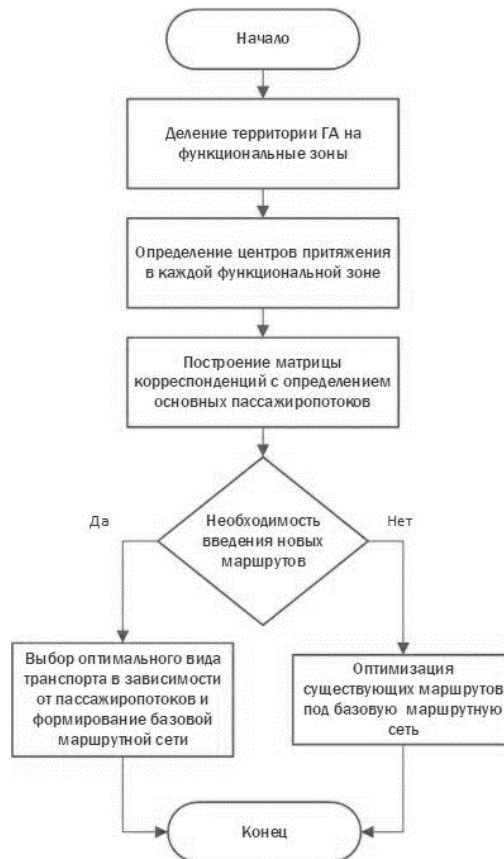 Начало
Деление территории ГА на
функциональные зоны
Определение центров притяжения
в каждой функциональной зоне
Построение матрицы
корреспонденций с определением
основных пассажиропотоков
Да
Необходимость
введения новых
маршрутов
Нет
Выбор оптимального вида
транспорта в зависимости
от пассажиропотоков и
формирование базовой
маршрутной сети
Оптимизация
существующих маршрутов
под базовую маршрутную
сеть
Конец